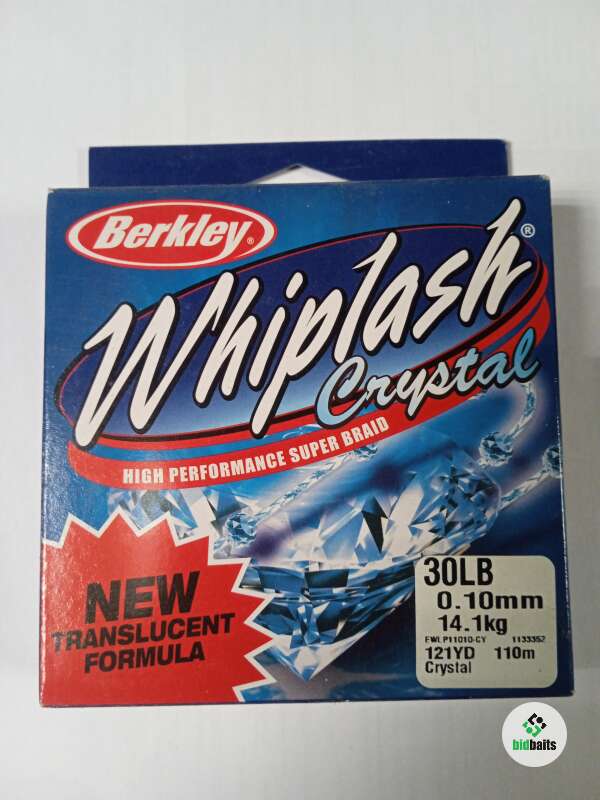 Berkley®
Whiplash®
Crystal
HIGH PERFORMANCE SUPER BRAID
NEW
TRANSLUCENT
FORMULA
30LB
0.10mm
14.1kg
EWLP11010-CY 1133352
121YD 110m
Crystal
bidbaits